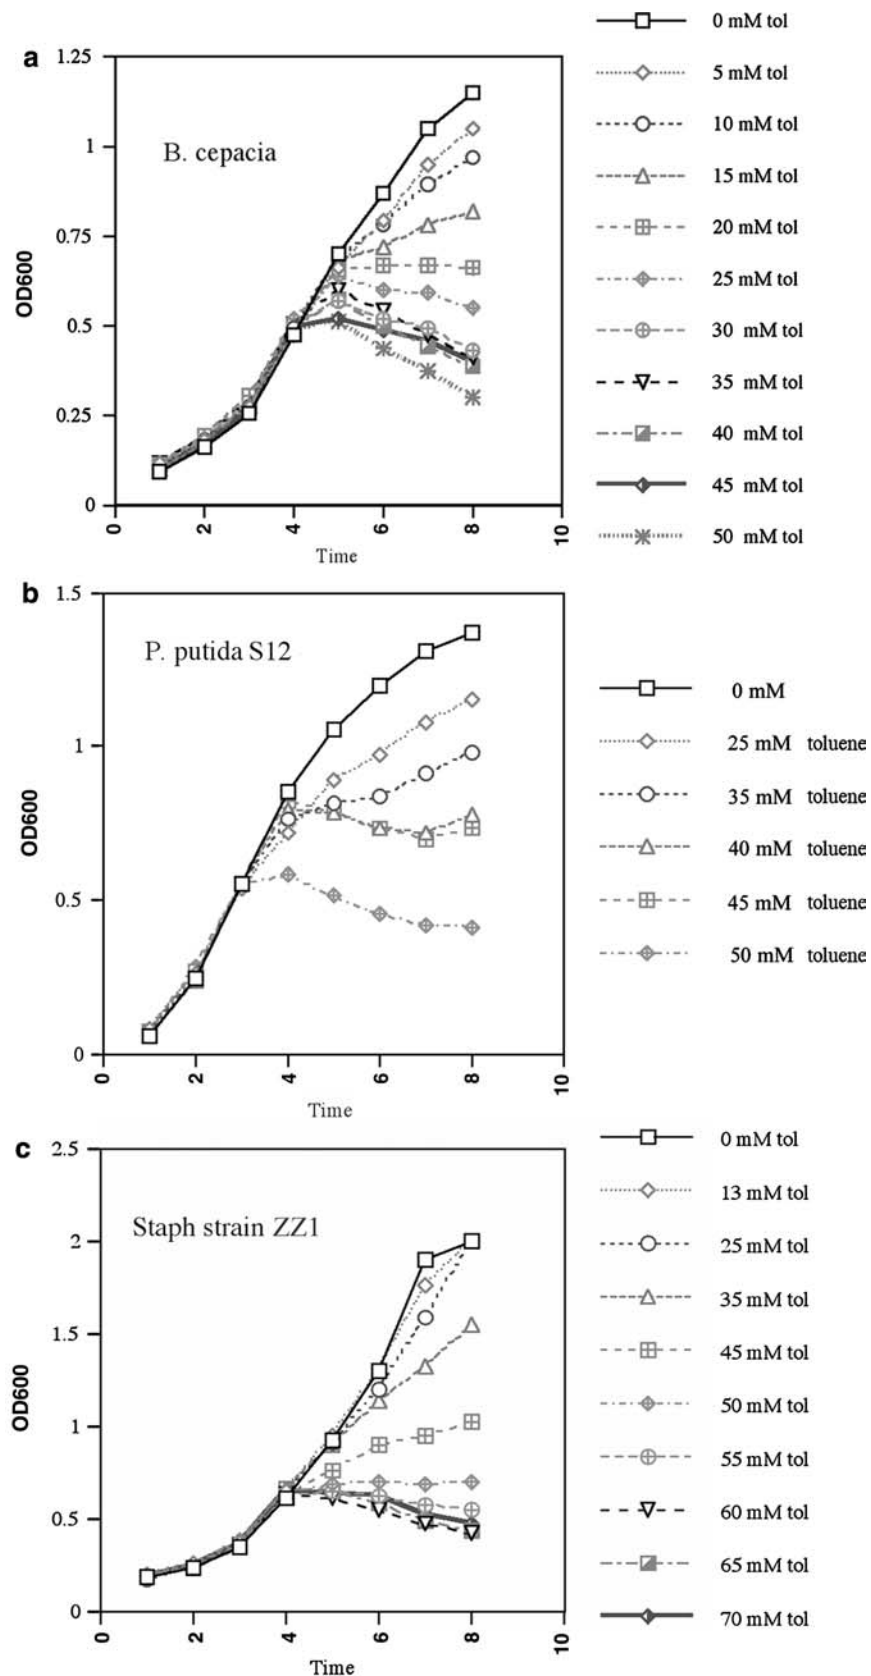 a
1.25
1
0.75
0.5
0.25
0
B. cepacia
OD600
0
2
4
6
8
10
Time
0 mM tol
5 mM tol
10 mM tol
15 mM tol
20 mM tol
25 mM tol
30 mM tol
35 mM tol
40 mM tol
45 mM tol
50 mM tol
b
1.5
1
0.5
0
P. putida S12
OD600
0
2
4
6
8
10
Time
0 mM
25 mM toluene
35 mM toluene
40 mM toluene
45 mM toluene
50 mM toluene
c
2.5
2
1.5
1
0.5
0
Staph strain ZZ1
OD600
0
2
4
6
8
10
Time
0 mM tol
13 mM tol
25 mM tol
35 mM tol
45 mM tol
50 mM tol
55 mM tol
60 mM tol
65 mM tol
70 mM tol